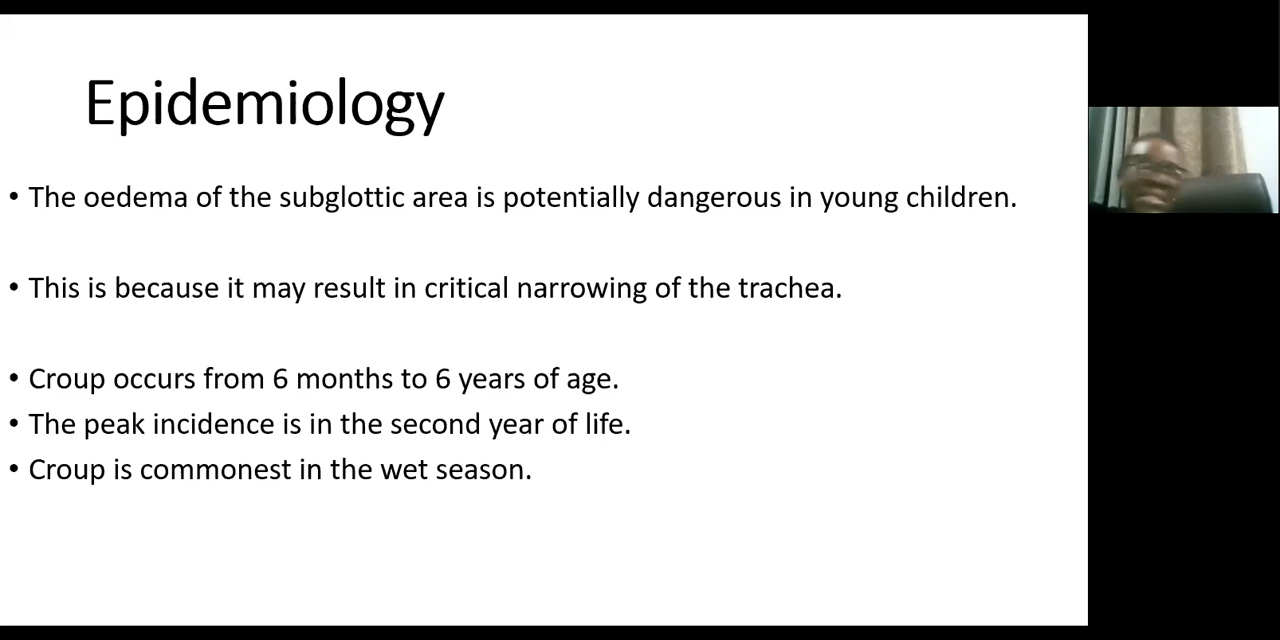 Epidemiology
• The oedema of the subglottic area is potentially dangerous in young children.
• This is because it may result in critical narrowing of the trachea.
• Croup occurs from 6 months to 6 years of age.
• The peak incidence is in the second year of life.
• Croup is commonest in the wet season.